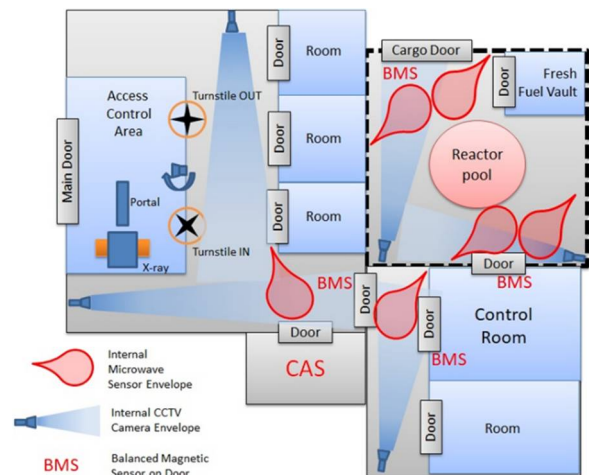 Door
Room
Cargo Door
BMS
Door
Fresh
Fuel Vault
Access
Control
Area
Turnstile OUT
Main Door
Door
Room
Reactor
pool
Portal
X-ray
Turnstile IN
Door
Room
BMS
Door
Door
BMS
Door
Door
BMS
Control
Room
CAS
Room
Internal
Microwave
Sensor Envelope
Internal CCTV
Camera Envelope
BMS
Balanced Magnetic
Sensor on Door